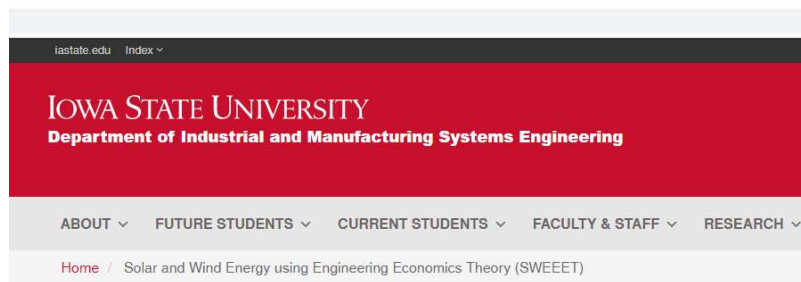 iastate.edu Index
IOWA STATE UNIVERSITY
Department of Industrial and Manufacturing Systems Engineering
ABOUT FUTURE STUDENTS CURRENT STUDENTS FACULTY & STAFF RESEARCH
Home / Solar and Wind Energy using Engineering Economics Theory (SWEEET)